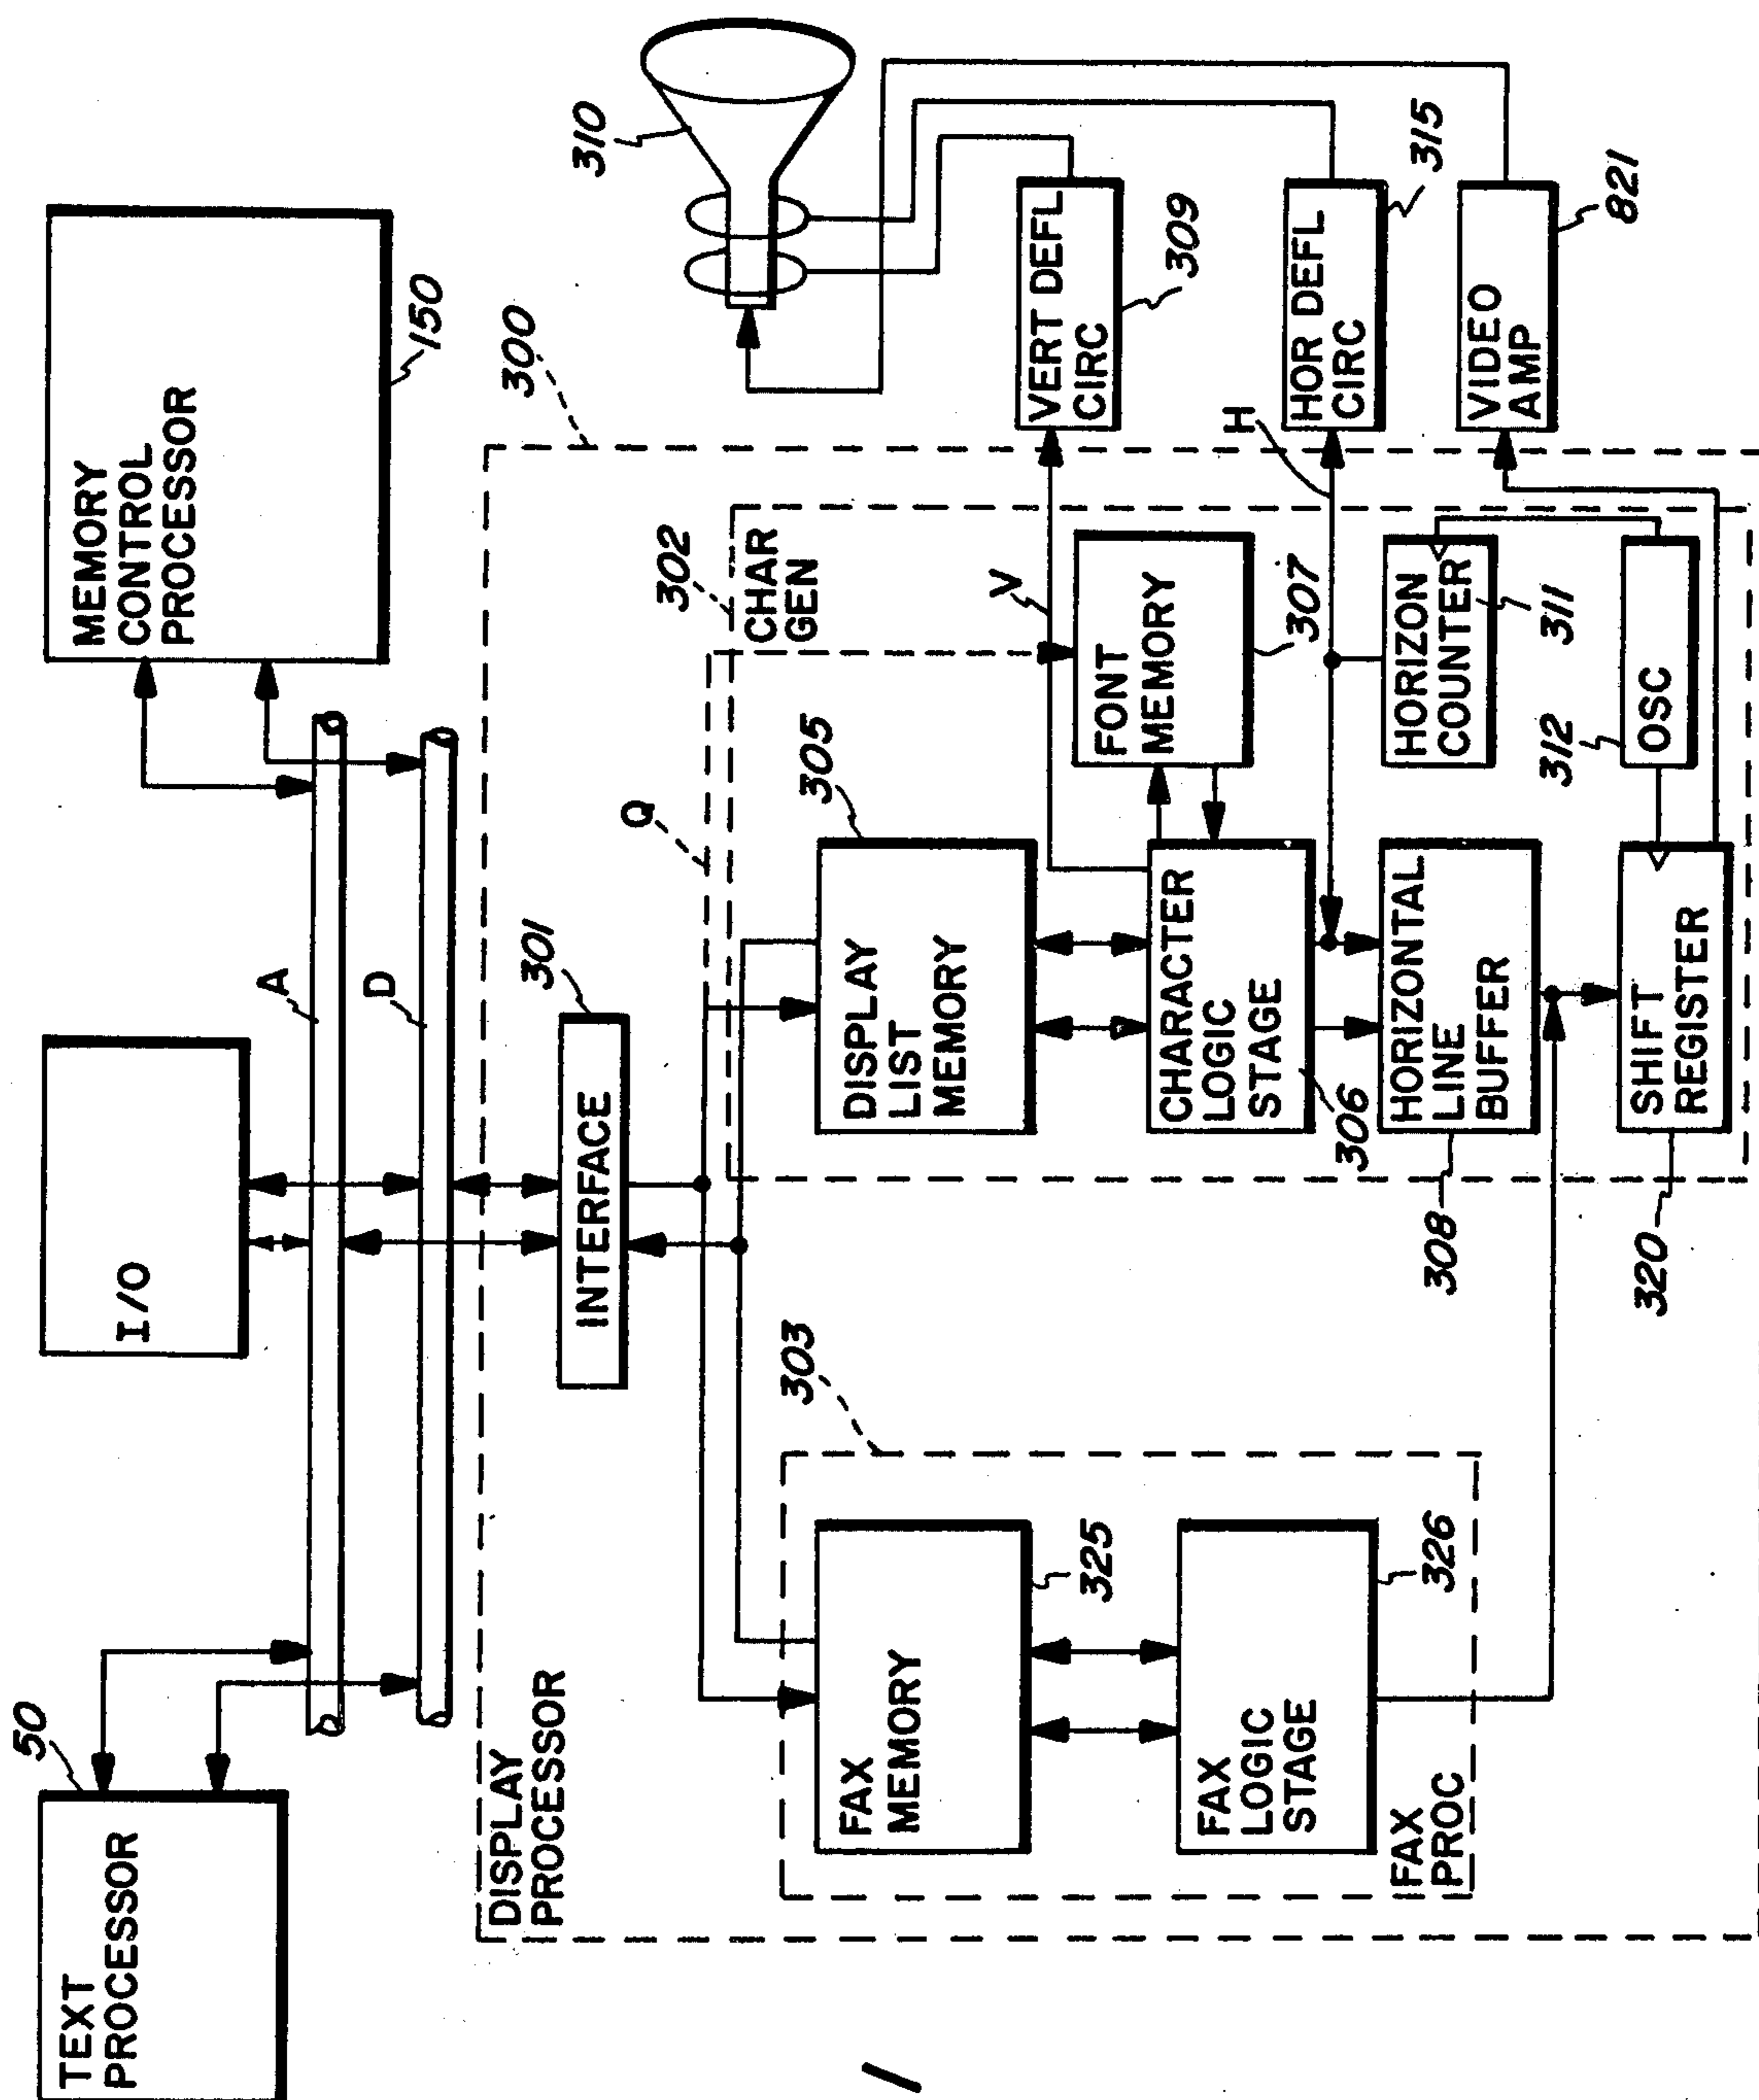 TEXT
PROCESSOR
50
I/O
MEMORY
CONTROL
PROCESSOR
150
A
D
DISPLAY
PROCESSOR
300
INTERFACE
301
Q
302
CHAR
GEN
303
FAX
MEMORY
325
FAX
LOGIC
STAGE
326
FAX
PROC
DISPLAY
LIST
MEMORY
305
CHARACTER
LOGIC
STAGE
306
FONT
MEMORY
307
V
H
HORIZONTAL
LINE
BUFFER
308
HORIZON
COUNTER
311
OSC
312
SHIFT
REGISTER
320
310
VERT DEFL
CIRC
309
HOR DEFL
CIRC
315
VIDEO
AMP
821